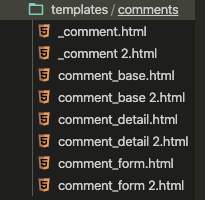 templates / comments
_comment.html
_comment 2.html
comment_base.html
comment_base 2.html
comment_detail.html
comment_detail 2.html
comment_form.html
comment_form 2.html